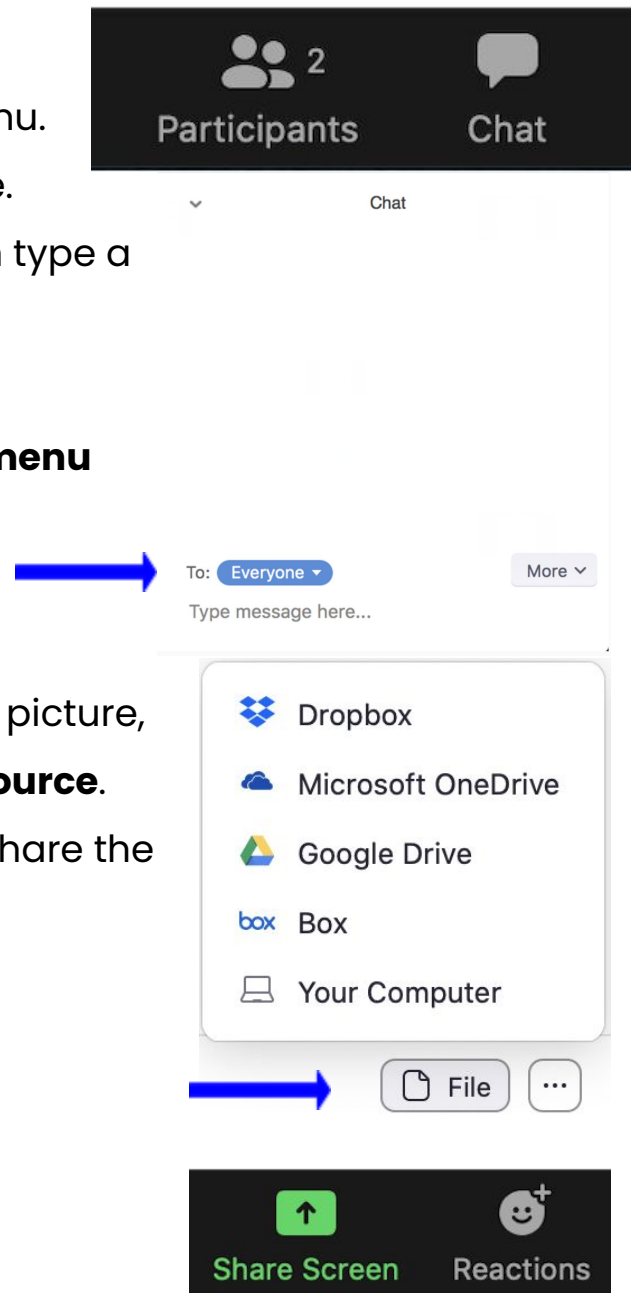 2
Participants Chat
nu.
e.
Chat
n type a
menu
To: Everyone More
Type message here...
picture,
Dropbox
ource.
Microsoft OneDrive
hare the
Google Drive
box Box
Your Computer
File ...
Share Screen Reactions